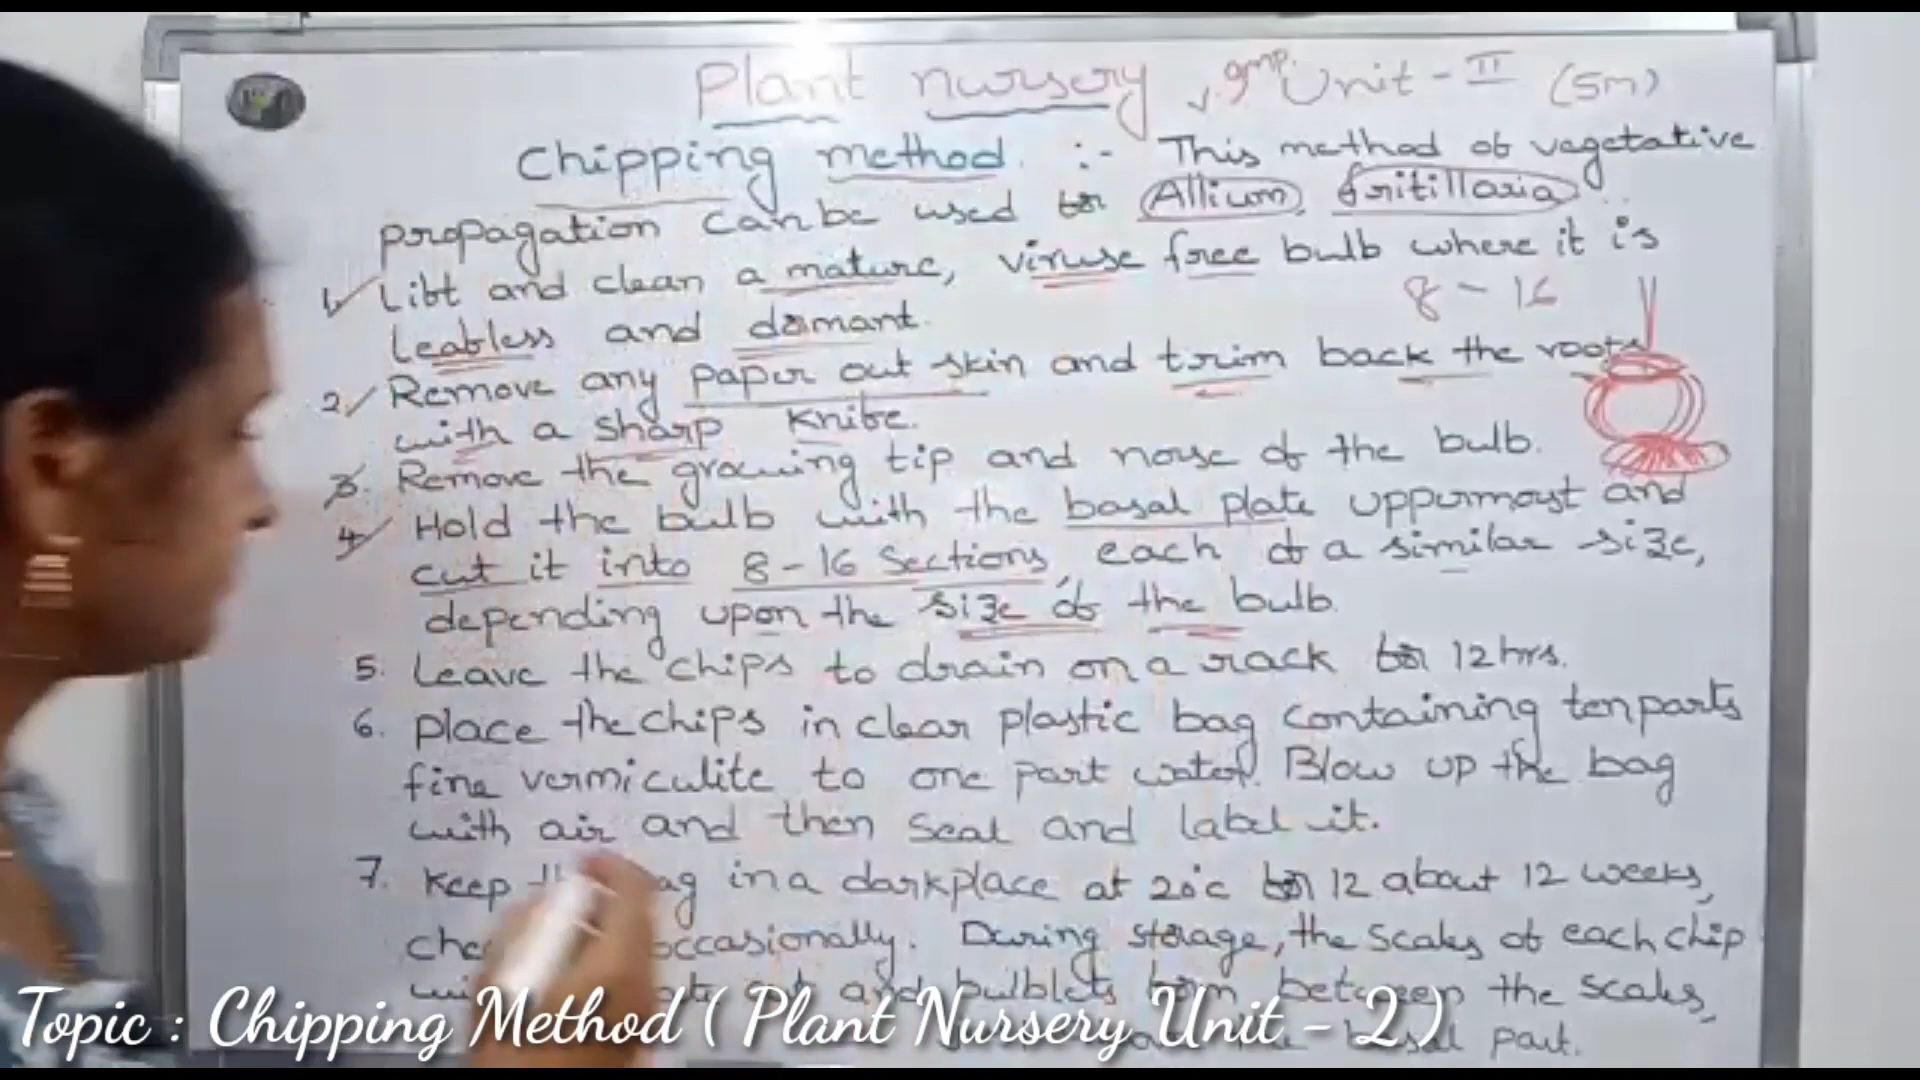 Plant nursery v.gmp. Unit - II (5m)
Chipping method :- This method of vegetative
propagation can be used for Allium, fritillaria
1. Lift and clean a mature, viruse free bulb where it is
leafless and domant.
8 - 16
2. Remove any paper out skin and trim back the roots
with a sharp knife.
3. Remove the growing tip and nose of the bulb.
4. Hold the bulb with the basal plate uppermost and
cut it into 8-16 sections, each of a similar size,
depending upon the size of the bulb.
5. Leave the chips to drain on a rack for 12hrs.
6. Place the chips in clear plastic bag containing ten parts
fine vermiculite to one part water. Blow up the bag
with air and then seal and label it.
7. Keep in a dark place at 20°c for 12 about 12 weeks,
occasionally. During storage, the scales of each chip
and bulblets form between the scales,
basal part.
Topic : Chipping Method ( Plant Nursery Unit - 2 )